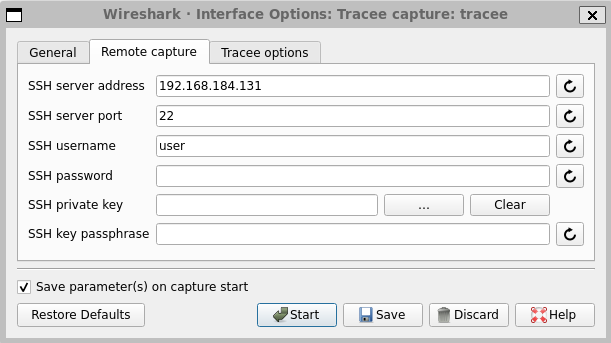 Wireshark · Interface Options: Tracee capture: tracee
General Remote capture Tracee options
SSH server address 192.168.184.131
SSH server port 22
SSH username user
SSH password
SSH private key ... Clear
SSH key passphrase
Save parameter(s) on capture start
Restore Defaults Start Save Discard Help